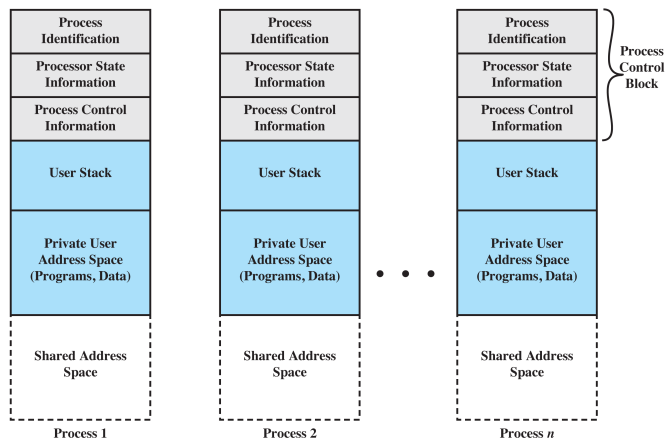 Process
Identification
Processor State
Information
Process Control
Information
User Stack
Private User
Address Space
(Programs, Data)
Shared Address
Space
Process 1
Process
Identification
Processor State
Information
Process Control
Information
User Stack
Private User
Address Space
(Programs, Data)
Shared Address
Space
Process 2
Process
Identification
Processor State
Information
Process Control
Information
User Stack
Private User
Address Space
(Programs, Data)
Shared Address
Space
Process n
Process
Control
Block